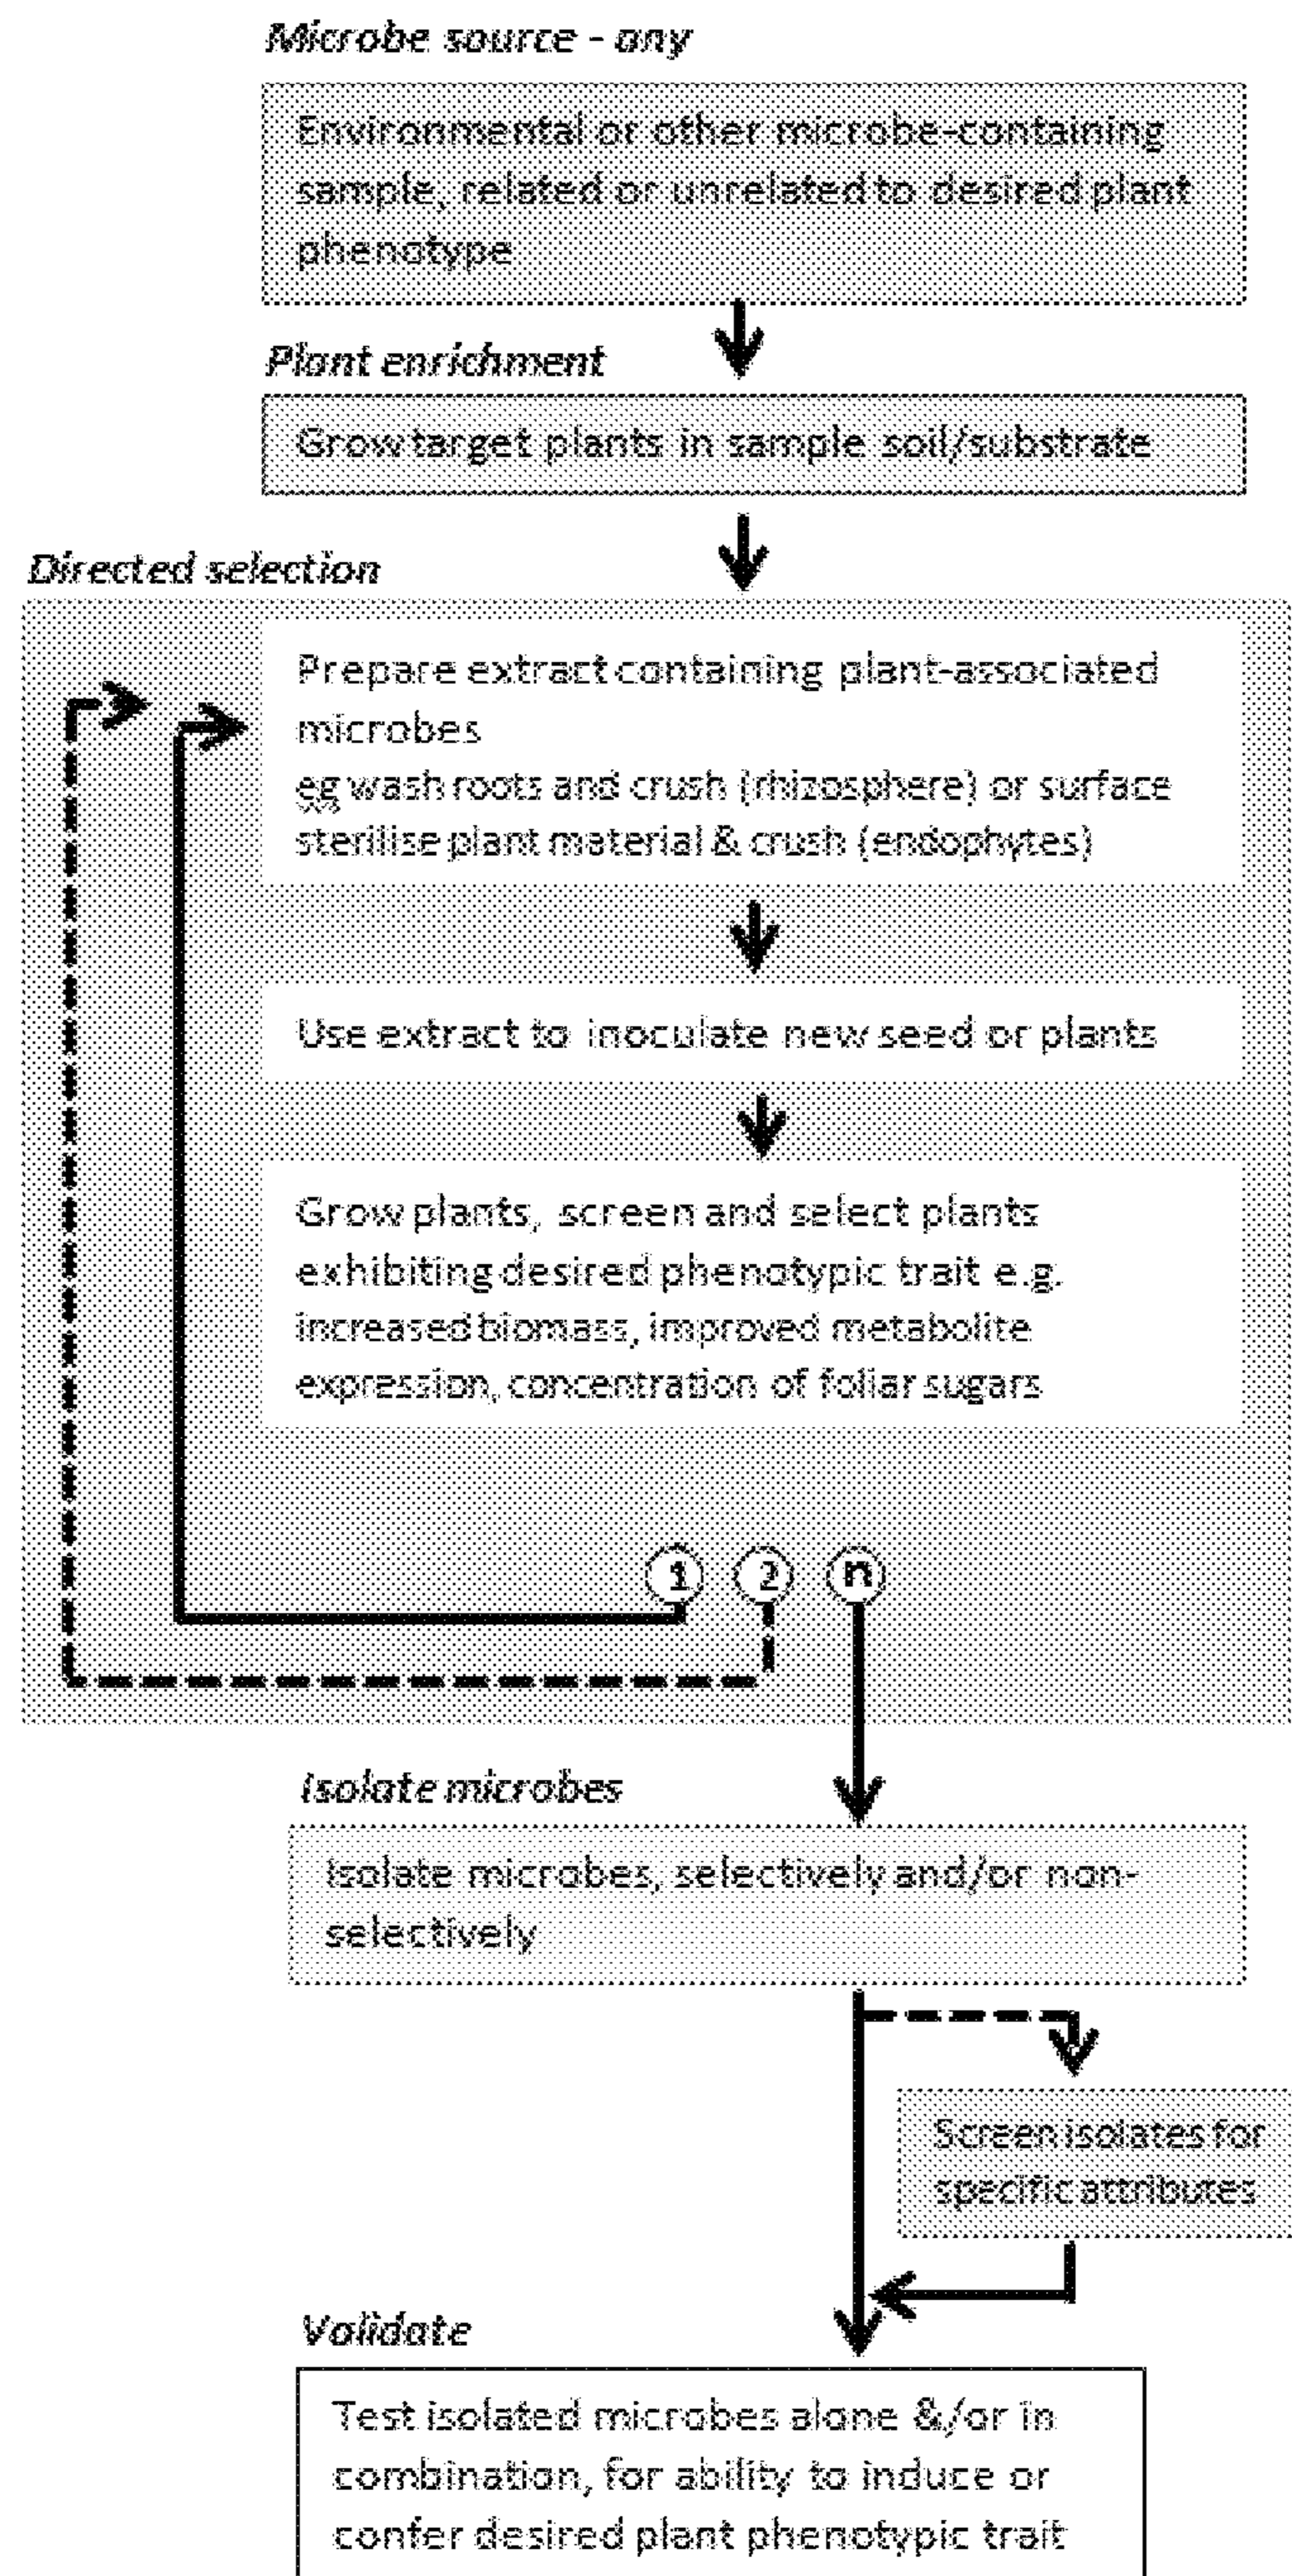 Microbe source - any
Environmental or other microbe-containing
sample, related or unrelated to desired plant
phenotype
Plant enrichment
Grow target plants in sample soil/substrate
Directed selection
Prepare extract containing plant-associated
microbes
eg wash roots and crush (rhizosphere) or surface
sterilise plant material & crush (endophytes)
Use extract to inoculate new seed or plants
Grow plants, screen and select plants
exhibiting desired phenotypic trait e.g.
increased biomass, improved metabolite
expression, concentration of foliar sugars
1 2 n
Isolate microbes
Isolate microbes, selectively and/or non-
selectively
Screen isolates for
specific attributes
Validate
Test isolated microbes alone &/or in
combination, for ability to induce or
confer desired plant phenotypic trait